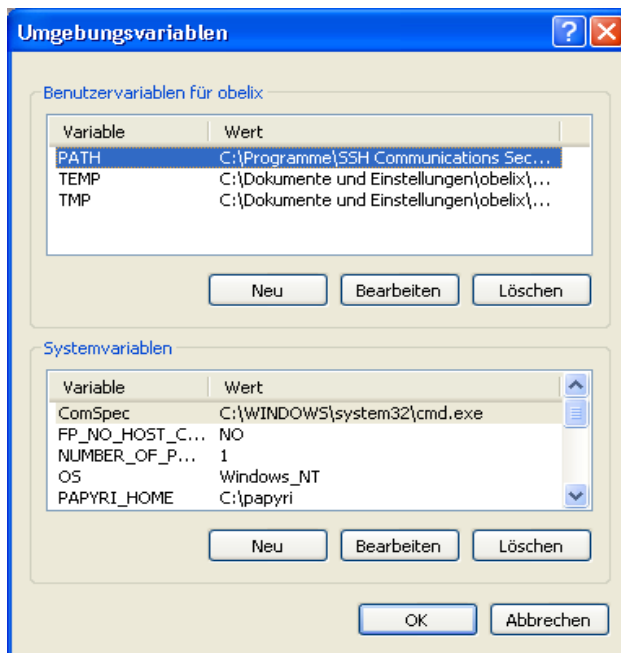 Umgebungsvariablen
Benutzervariablen für obelix
Variable Wert
PATH C:\Programme\SSH Communications Sec...
TEMP C:\Dokumente und Einstellungen\obelix\...
TMP C:\Dokumente und Einstellungen\obelix\...
Neu Bearbeiten Löschen
Systemvariablen
Variable Wert
ComSpec C:\WINDOWS\system32\cmd.exe
FP_NO_HOST_C... NO
NUMBER_OF_P... 1
OS Windows_NT
PAPYRI_HOME C:\papyri
Neu Bearbeiten Löschen
OK Abbrechen